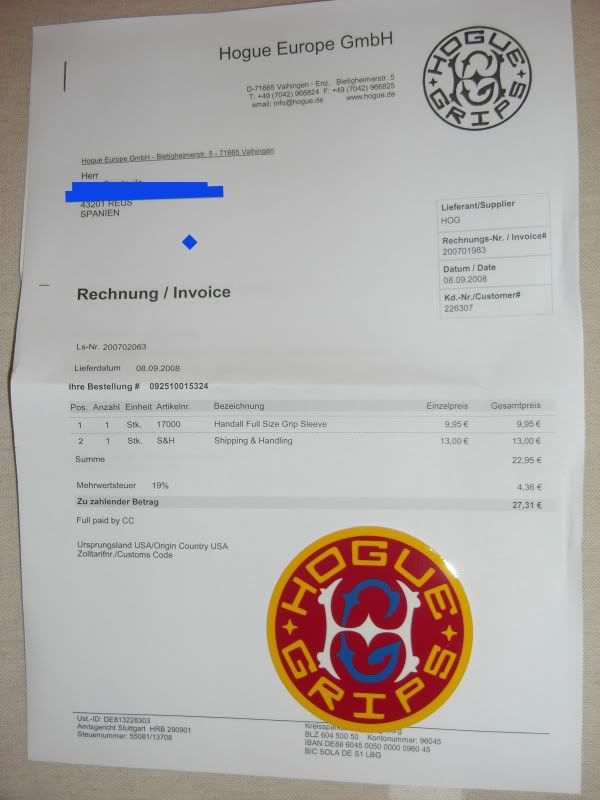 Hogue Europe GmbH
D-71665 Vaihingen - Enz, Bietigheimerstr. 5
T: +49 (7042) 966824 F: +49 (7042) 966825
email: info@hogue.de www.hogue.de
HOGUE
GRIPS
Hogue Europe GmbH - Bietigheimerstr. 5 - 71665 Vaihingen
Herr
43201 REUS
SPANIEN
Lieferant/Supplier
HOG
Rechnungs-Nr. / Invoice#
200701983
Datum / Date
08.09.2008
Kd.-Nr./Customer#
226307
Rechnung / Invoice
Ls-Nr. 200702063
Lieferdatum 08.09.2008
Ihre Bestellung # 092510015324
Pos. Anzahl Einheit Artikelnr. Bezeichnung Einzelpreis Gesamtpreis
1 1 Stk. 17000 Handall Full Size Grip Sleeve 9,95 € 9,95 €
2 1 Stk. S&H Shipping & Handling 13,00 € 13,00 €
Summe 22,95 €
Mehrwertsteuer 19% 4,36 €
Zu zahlender Betrag 27,31 €
Full paid by CC
Ursprungsland USA/Origin Country USA
Zolltarifnr./Customs Code
HOGUE
GRIPS
Ust.-ID: DE813228303
Amtsgericht Stuttgart HRB 290901
Steuernummer: 55081/13708
BLZ 604 500 50 Kontonummer: 96045
IBAN DE88 6045 0050 0000 0960 45
BIC SOLA DE S1 LBG